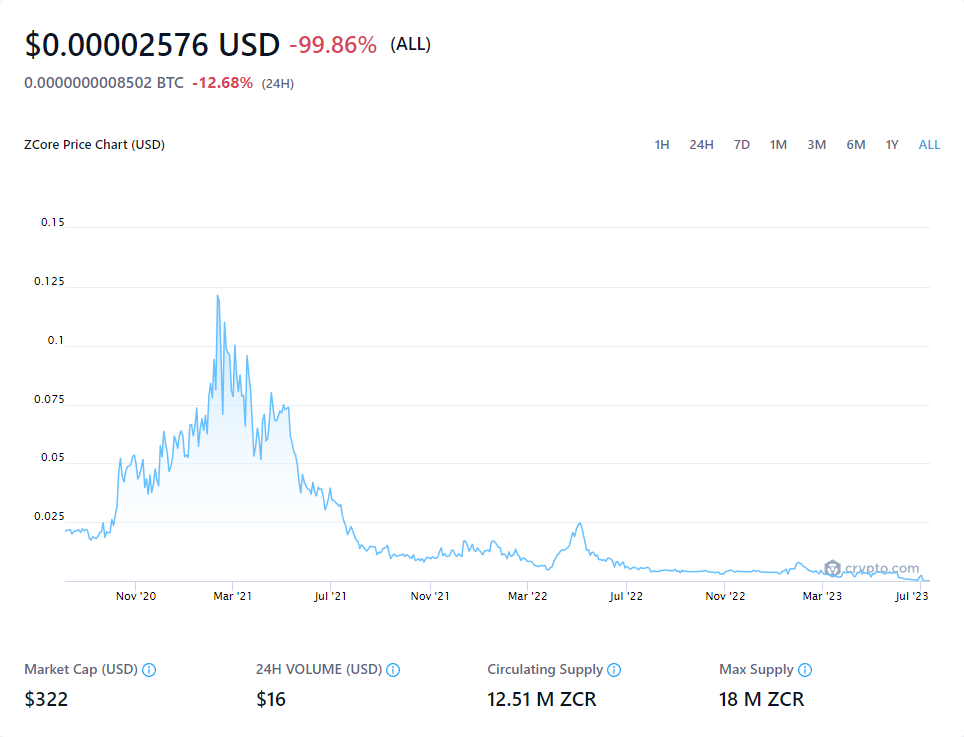 $0.00002576 USD -99.86% (ALL)
0.0000000008502 BTC -12.68% (24H)
ZCore Price Chart (USD) 1H 24H 7D 1M 3M 6M 1Y ALL
0.15
0.125
0.1
0.075
0.05
0.025
crypto.com
Nov '20 Mar '21 Jul '21 Nov '21 Mar '22 Jul '22 Nov '22 Mar '23 Jul '23
Market Cap (USD) 24H VOLUME (USD) Circulating Supply Max Supply
$322 $16 12.51 M ZCR 18 M ZCR